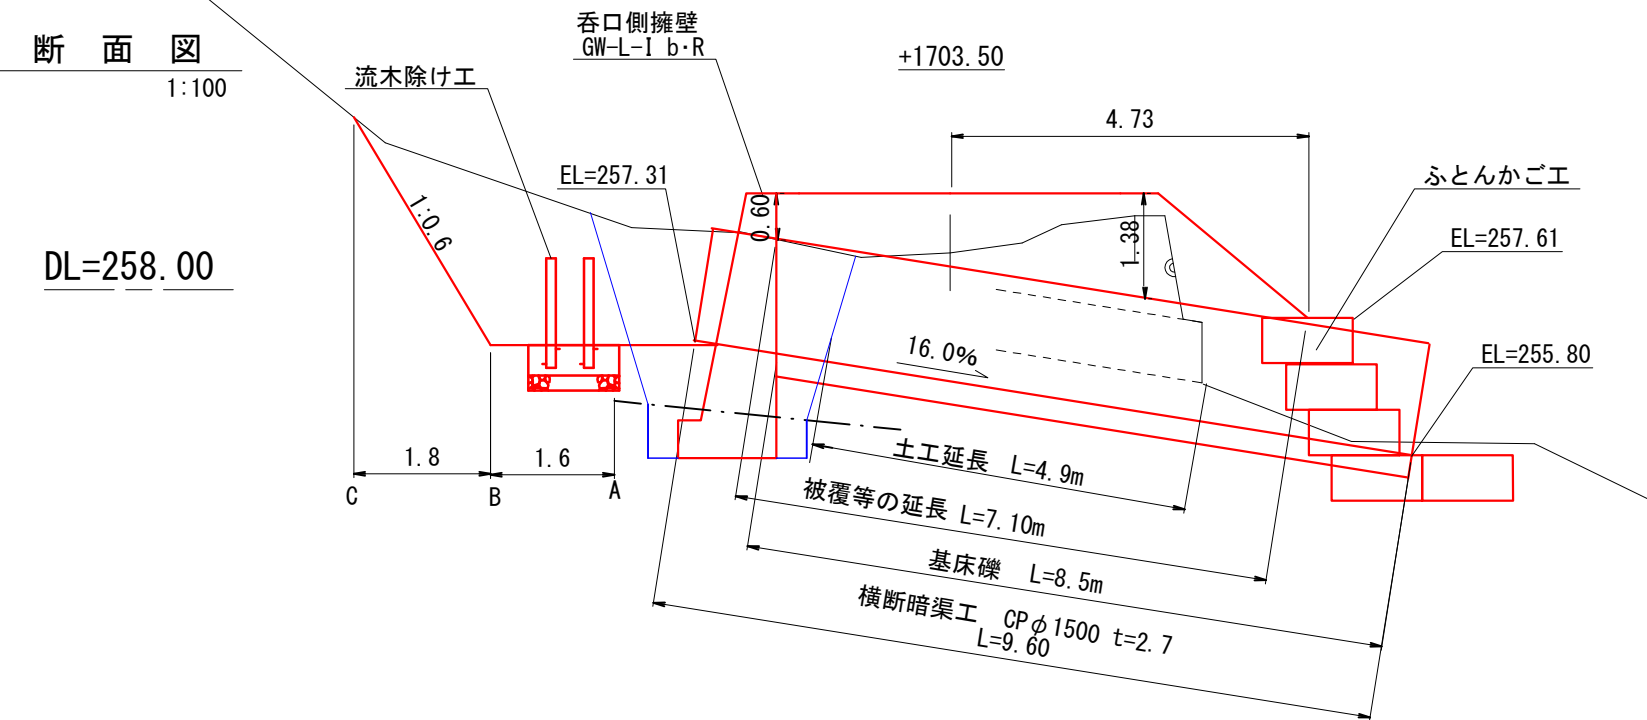 断面図
1:100
DL=258.00
流木除け工
呑口側擁壁
GW-L-I b･R
+1703.50
4.73
EL=257.31
0.60
1.38
ふとんかご工
EL=257.61
1:0.6
16.0%
EL=255.80
1.8
1.6
C
B
A
土工延長 L=4.9m
被覆等の延長 L=7.10m
基床礫 L=8.5m
横断暗渠工 CPφ1500 t=2.7
L=9.60